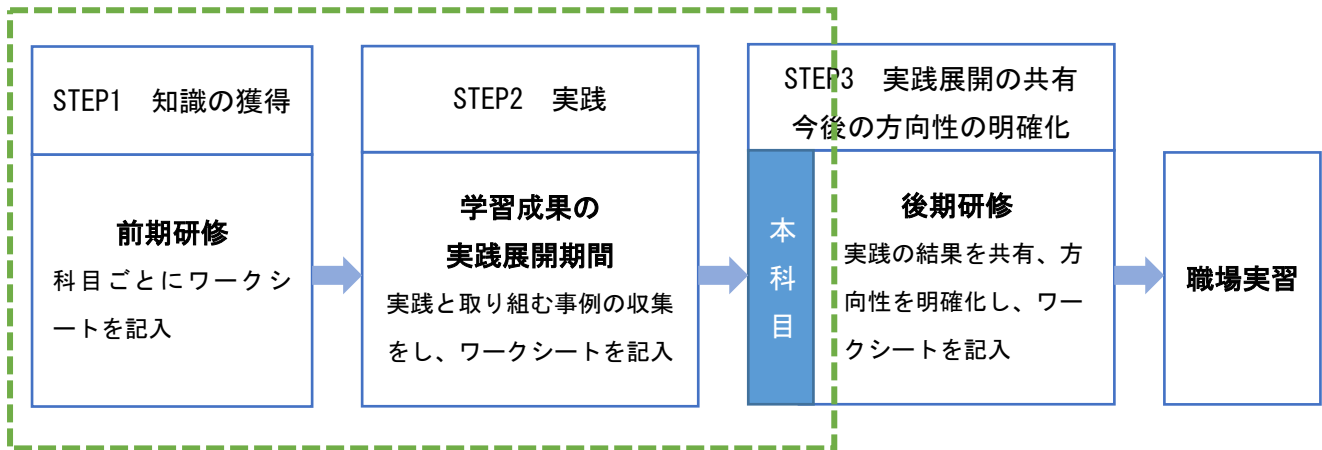 STEP1 知識の獲得
前期研修
科目ごとにワークシ
ートを記入
STEP2 実践
学習成果の
実践展開期間
実践と取り組む事例の収集
をし、ワークシートを記入
STEP3 実践展開の共有
今後の方向性の明確化
本科目
後期研修
実践の結果を共有、方
向性を明確化し、ワー
クシートを記入
職場実習